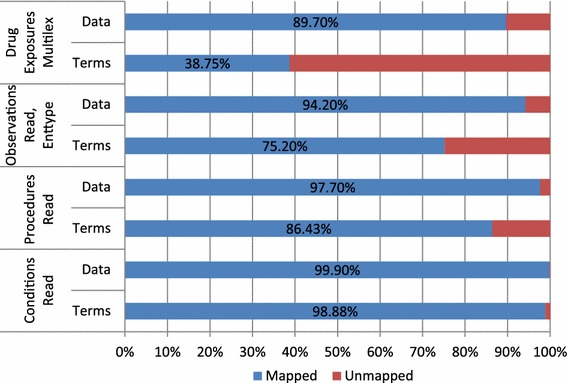 Drug
Exposures
Multilex
Data
89.70%
Terms
38.75%
Observations
Read,
Enttype
Data
94.20%
Terms
75.20%
Procedures
Read
Data
97.70%
Terms
86.43%
Conditions
Read
Data
99.90%
Terms
98.88%
0% 10% 20% 30% 40% 50% 60% 70% 80% 90% 100%
Mapped Unmapped